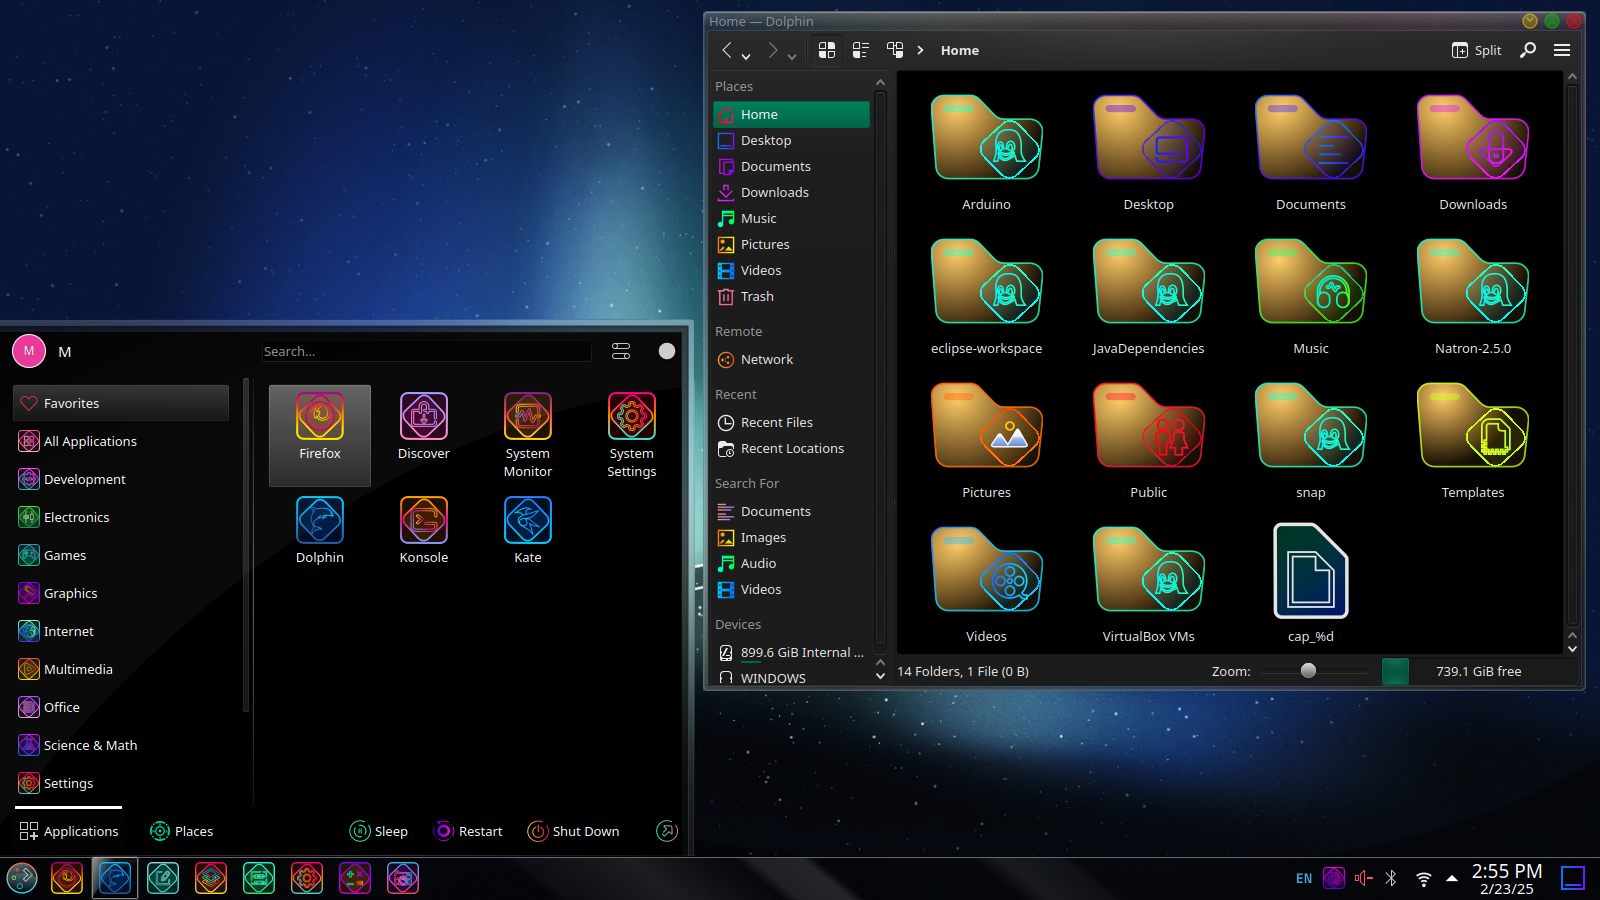 Home — Dolphin
Home
Split
Places
Home
Desktop
Documents
Downloads
Music
Pictures
Videos
Trash
Remote
Network
Recent
Recent Files
Recent Locations
Search For
Documents
Images
Audio
Videos
Devices
899.6 GiB Internal ...
WINDOWS
Arduino
Desktop
Documents
Downloads
eclipse-workspace
JavaDependencies
Music
Natron-2.5.0
Pictures
Public
snap
Templates
Videos
VirtualBox VMs
cap_%d
14 Folders, 1 File (0 B)
Zoom:
739.1 GiB free
M
M
Search...
Favorites
All Applications
Development
Electronics
Games
Graphics
Internet
Multimedia
Office
Science & Math
Settings
Firefox
Discover
System
Monitor
System
Settings
Dolphin
Konsole
Kate
Applications
Places
Sleep
Restart
Shut Down
EN
2:55 PM
2/23/25